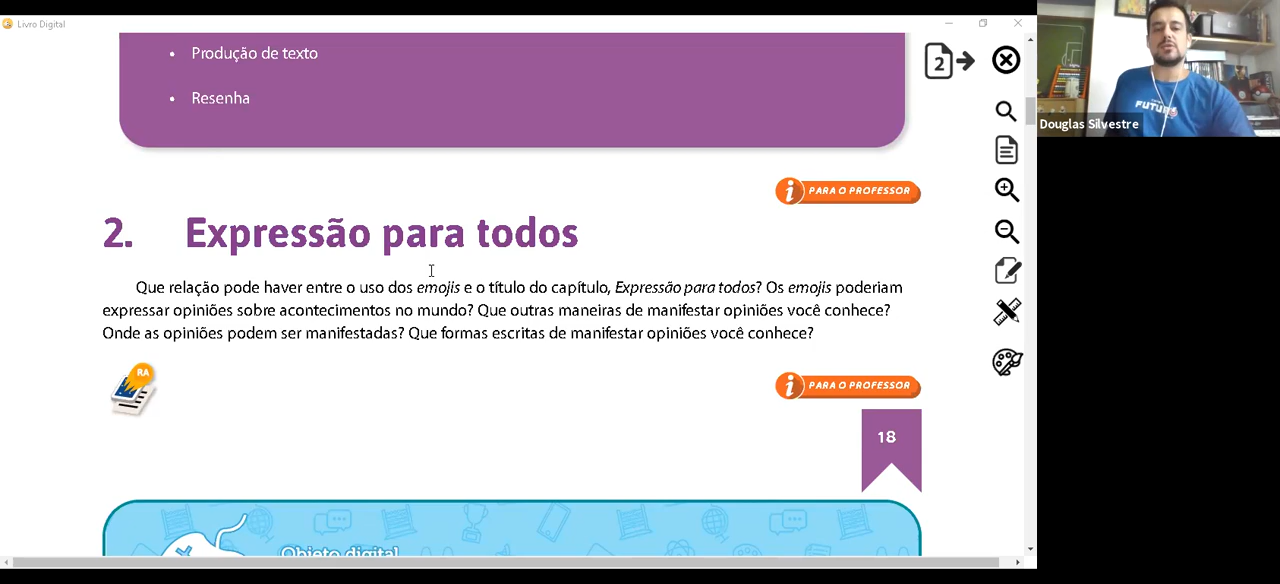 Livro Digital
• Produção de texto
• Resenha
2
Douglas Silvestre
FUTURE
i PARA O PROFESSOR
2. Expressão para todos
Que relação pode haver entre o uso dos emojis e o título do capítulo, Expressão para todos? Os emojis poderiam
expressar opiniões sobre acontecimentos no mundo? Que outras maneiras de manifestar opiniões você conhece?
Onde as opiniões podem ser manifestadas? Que formas escritas de manifestar opiniões você conhece?
RA
i PARA O PROFESSOR
18
Objeto digital